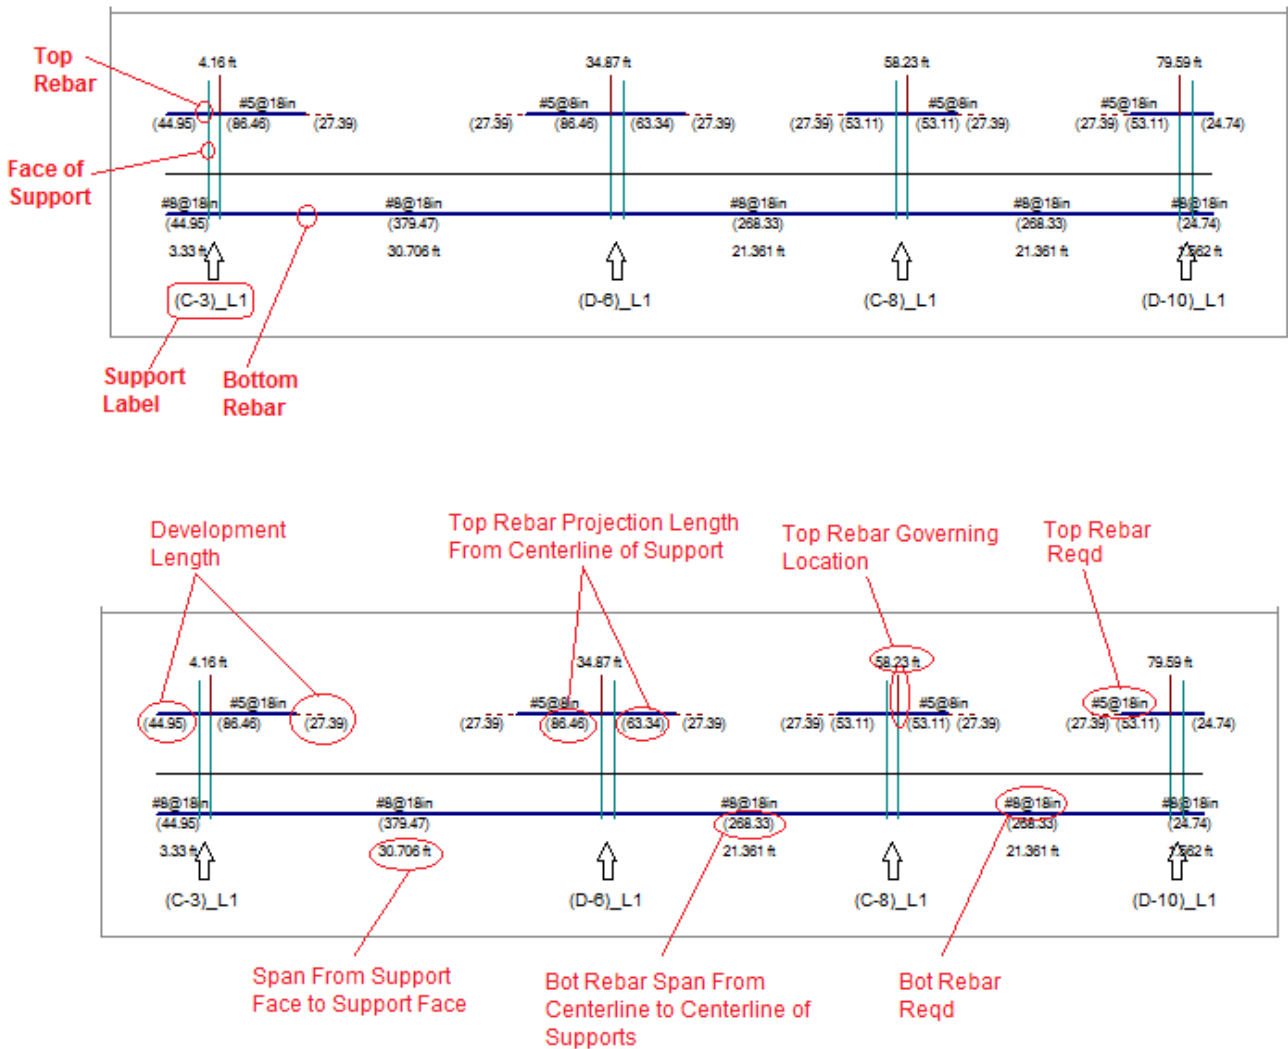 Top
Rebar
4.16 ft
34.87 ft
58.23 ft
79.59 ft
#5@18in
#5@8in
#5@8in
#5@18in
(44.95)
(86.46)
(27.39)
(27.39)
(86.46)
(63.34)
(27.39)
(27.39)
(53.11)
(53.11)
(27.39)
(27.39)
(53.11)
(24.74)
Face of
Support
#8@18in
#8@18in
#8@18in
#8@18in
#8@18in
(44.95)
(379.47)
(268.33)
(268.33)
(24.74)
3.33 ft
30.706 ft
21.361 ft
21.361 ft
(C-3)_L1
(D-6)_L1
(C-8)_L1
(D-10)_L1
Support
Label
Bottom
Rebar
Development
Length
Top Rebar Projection Length
From Centerline of Support
Top Rebar Governing
Location
Top Rebar
Reqd
4.16 ft
34.87 ft
58.23 ft
79.59 ft
#5@18in
#5@8in
#5@8in
#5@18in
(44.95)
(86.46)
(27.39)
(27.39)
(86.46)
(63.34)
(27.39)
(27.39)
(53.11)
(53.11)
(27.39)
(27.39)
(53.11)
(24.74)
#8@18in
#8@18in
#8@18in
#8@18in
#8@18in
(44.95)
(379.47)
(268.33)
(268.33)
(24.74)
3.33 ft
30.706 ft
21.361 ft
21.361 ft
(C-3)_L1
(D-6)_L1
(C-8)_L1
(D-10)_L1
Span From Support
Face to Support Face
Bot Rebar Span From
Centerline to Centerline of
Supports
Bot Rebar
Reqd